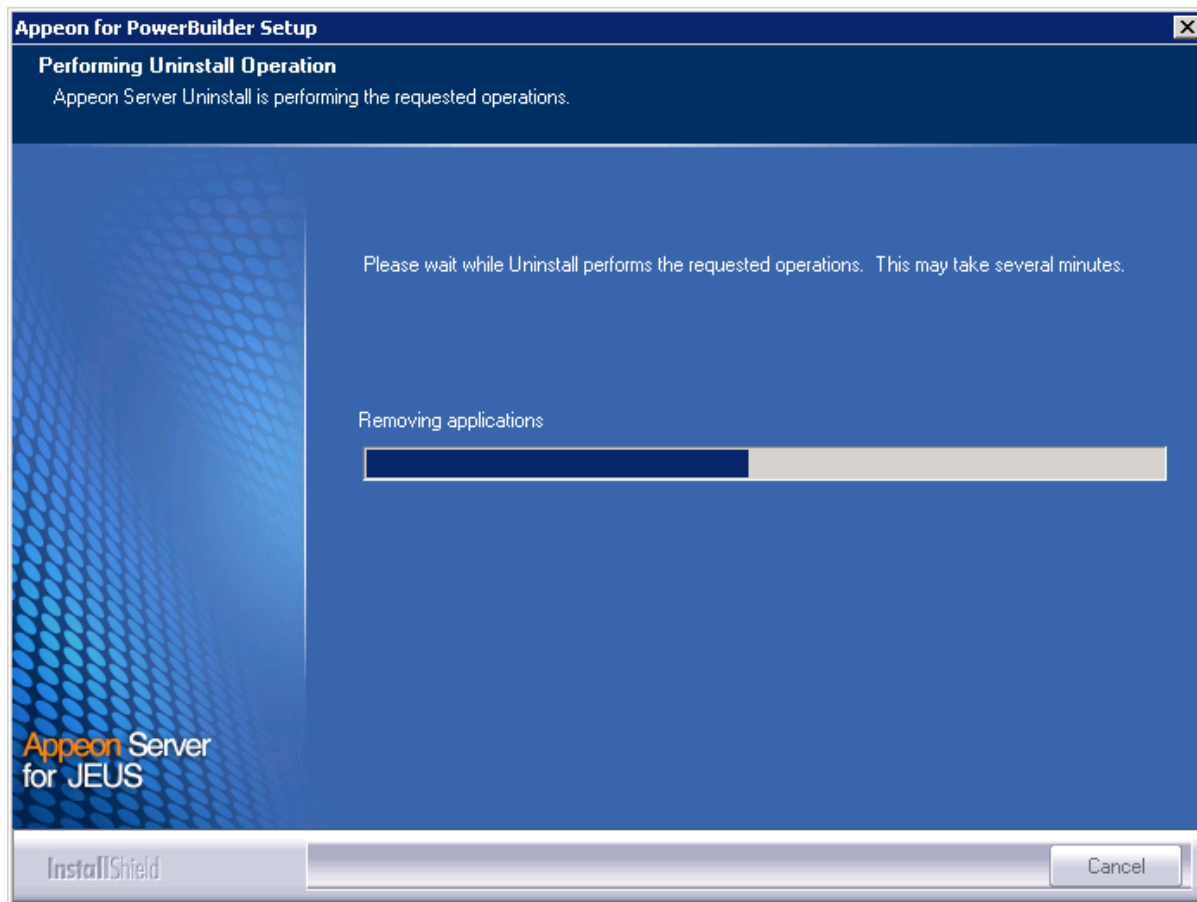 Appeon for PowerBuilder Setup
Performing Uninstall Operation
Appeon Server Uninstall is performing the requested operations.
Please wait while Uninstall performs the requested operations.  This may take several minutes.
Removing applications
Appeon Server
for JEUS
InstallShield
Cancel